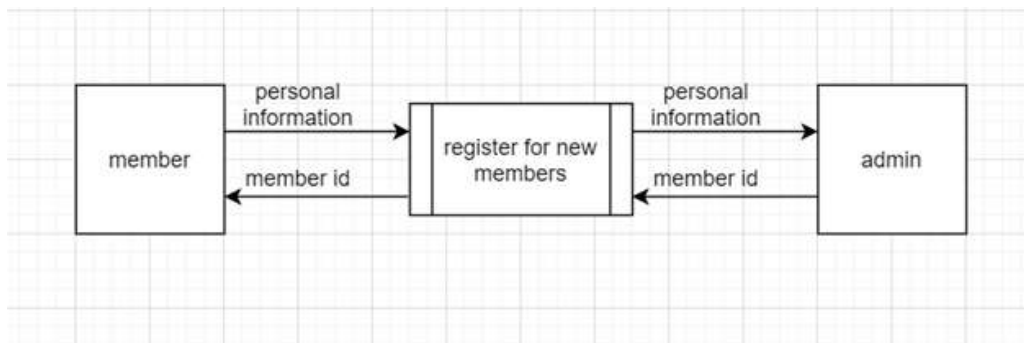 member
personal
information
member id
register for new
members
personal
information
member id
admin